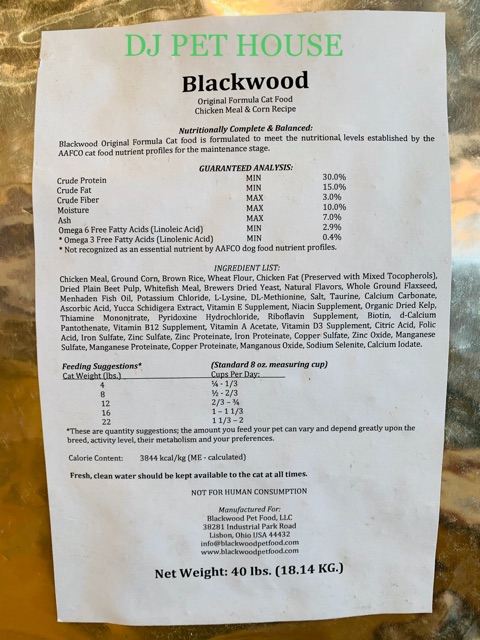 DJ PET HOUSE
Blackwood
Original Formula Cat Food
Chicken Meal & Corn Recipe
Nutritionally Complete & Balanced:
Blackwood Original Formula Cat food is formulated to meet the nutritional levels established by the
AAFCO cat food nutrient profiles for the maintenance stage.
GUARANTEED ANALYSIS:
Crude Protein MIN 30.0%
Crude Fat MIN 15.0%
Crude Fiber MAX 3.0%
Moisture MAX 10.0%
Ash MAX 7.0%
Omega 6 Free Fatty Acids (Linoleic Acid) MIN 2.9%
* Omega 3 Free Fatty Acids (Linolenic Acid) MIN 0.4%
* Not recognized as an essential nutrient by AAFCO dog food nutrient profiles.
INGREDIENT LIST:
Chicken Meal, Ground Corn, Brown Rice, Wheat Flour, Chicken Fat (Preserved with Mixed Tocopherols),
Dried Plain Beet Pulp, Whitefish Meal, Brewers Dried Yeast, Natural Flavors, Whole Ground Flaxseed,
Menhaden Fish Oil, Potassium Chloride, L-Lysine, DL-Methionine, Salt, Taurine, Calcium Carbonate,
Ascorbic Acid, Yucca Schidigera Extract, Vitamin E Supplement, Niacin Supplement, Organic Dried Kelp,
Thiamine Mononitrate, Pyridoxine Hydrochloride, Riboflavin Supplement, Biotin, d-Calcium
Pantothenate, Vitamin B12 Supplement, Vitamin A Acetate, Vitamin D3 Supplement, Citric Acid, Folic
Acid, Iron Sulfate, Zinc Sulfate, Zinc Proteinate, Iron Proteinate, Copper Sulfate, Zinc Oxide, Manganese
Sulfate, Manganese Proteinate, Copper Proteinate, Manganous Oxide, Sodium Selenite, Calcium Iodate.
Feeding Suggestions* (Standard 8 oz. measuring cup)
Cat Weight (lbs.) Cups Per Day:
4 ¼ - 1/3
8 ½ - 2/3
12 2/3 – ¾
16 1 – 1 1/3
22 1 1/3 – 2
*These are quantity suggestions; the amount you feed your pet can vary and depend greatly upon the
breed, activity level, their metabolism and your preferences.
Calorie Content: 3844 kcal/kg (ME - calculated)
Fresh, clean water should be kept available to the cat at all times.
NOT FOR HUMAN CONSUMPTION
Manufactured For:
Blackwood Pet Food, LLC
38281 Industrial Park Road
Lisbon, Ohio USA 44432
info@blackwoodpetfood.com
www.blackwoodpetfood.com
Net Weight: 40 lbs. (18.14 KG.)